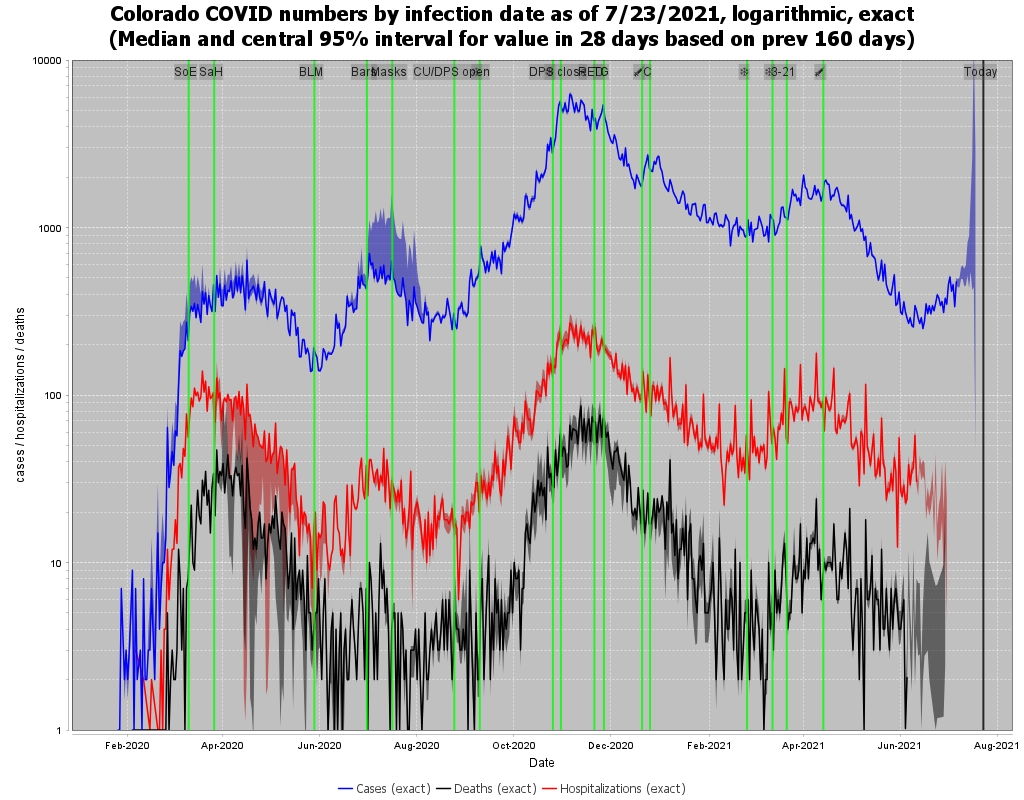 Colorado COVID numbers by infection date as of 7/23/2021, logarithmic, exact
(Median and central 95% interval for value in 28 days based on prev 160 days)
10000
SoE SaH BLM Bars Masks CU/DPS open C 3-21 Today
1000
100
10
1
cases / hospitalizations / deaths
Feb-2020 Apr-2020 Jun-2020 Aug-2020 Oct-2020 Dec-2020 Feb-2021 Apr-2021 Jun-2021 Aug-2021
Date
Cases (exact) Deaths (exact) Hospitalizations (exact)